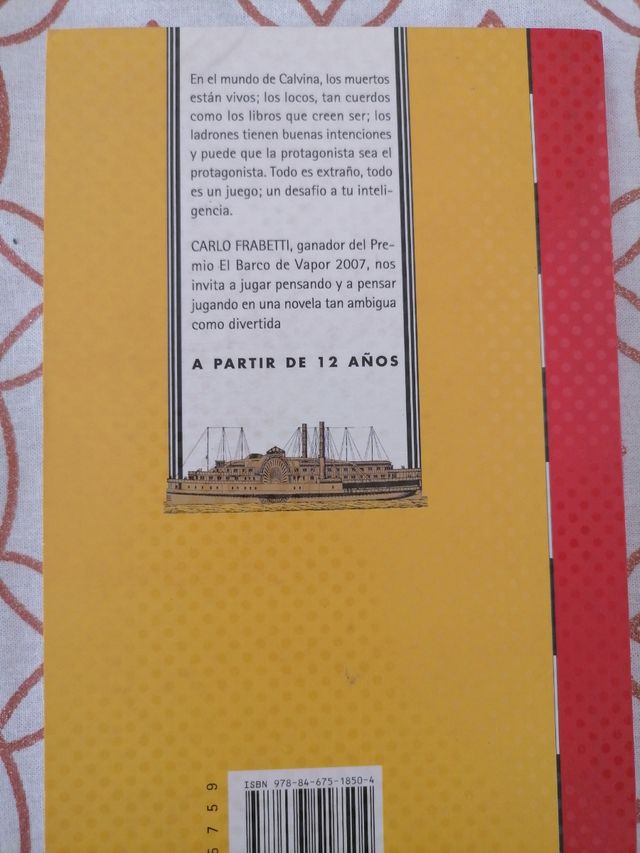 En el mundo de Calvina, los muertos
están vivos; los locos, tan cuerdos
como los libros que creen ser; los
ladrones tienen buenas intenciones
y puede que la protagonista sea el
protagonista. Todo es extraño, todo
es un juego; un desafío a tu inteli-
gencia.
CARLO FRABETTI, ganador del Pre-
mio El Barco de Vapor 2007, nos
invita a jugar pensando y a pensar
jugando en una novela tan ambigua
como divertida
A PARTIR DE 12 AÑOS
ISBN 978-84-675-1850-4
759